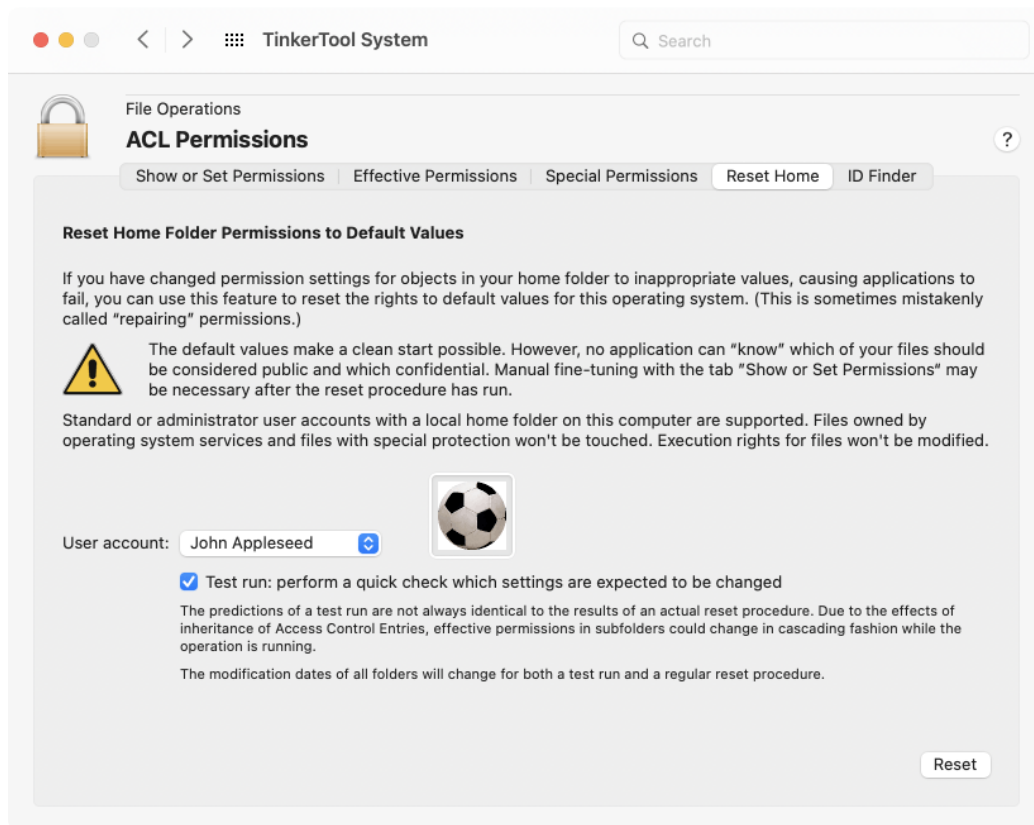 TinkerTool System
Search
File Operations
ACL Permissions
?
Show or Set Permissions
Effective Permissions
Special Permissions
Reset Home
ID Finder
Reset Home Folder Permissions to Default Values
If you have changed permission settings for objects in your home folder to inappropriate values, causing applications to
fail, you can use this feature to reset the rights to default values for this operating system. (This is sometimes mistakenly
called “repairing” permissions.)
The default values make a clean start possible. However, no application can “know” which of your files should
be considered public and which confidential. Manual fine-tuning with the tab "Show or Set Permissions" may
be necessary after the reset procedure has run.
Standard or administrator user accounts with a local home folder on this computer are supported. Files owned by
operating system services and files with special protection won't be touched. Execution rights for files won't be modified.
User account: John Appleseed
Test run: perform a quick check which settings are expected to be changed
The predictions of a test run are not always identical to the results of an actual reset procedure. Due to the effects of
inheritance of Access Control Entries, effective permissions in subfolders could change in cascading fashion while the
operation is running.
The modification dates of all folders will change for both a test run and a regular reset procedure.
Reset